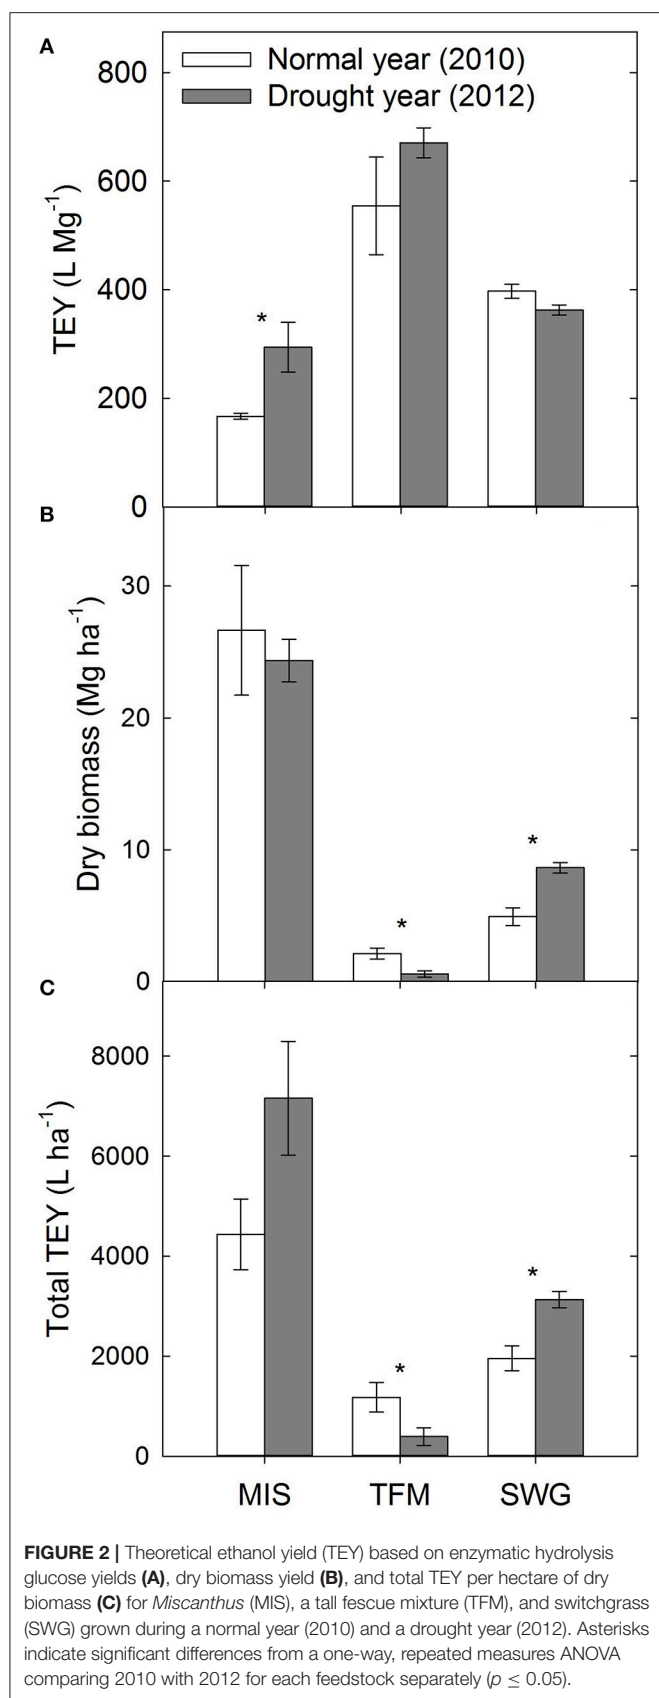 A
Normal year (2010)
Drought year (2012)
800
600
400
200
0
TEY (L Mg⁻¹)
*
B
30
20
10
0
Dry biomass (Mg ha⁻¹)
*
*
C
8000
6000
4000
2000
0
Total TEY (L ha⁻¹)
*
*
MIS TFM SWG
FIGURE 2 | Theoretical ethanol yield (TEY) based on enzymatic hydrolysis
glucose yields (A), dry biomass yield (B), and total TEY per hectare of dry
biomass (C) for Miscanthus (MIS), a tall fescue mixture (TFM), and switchgrass
(SWG) grown during a normal year (2010) and a drought year (2012). Asterisks
indicate significant differences from a one-way, repeated measures ANOVA
comparing 2010 with 2012 for each feedstock separately (p ≤ 0.05).